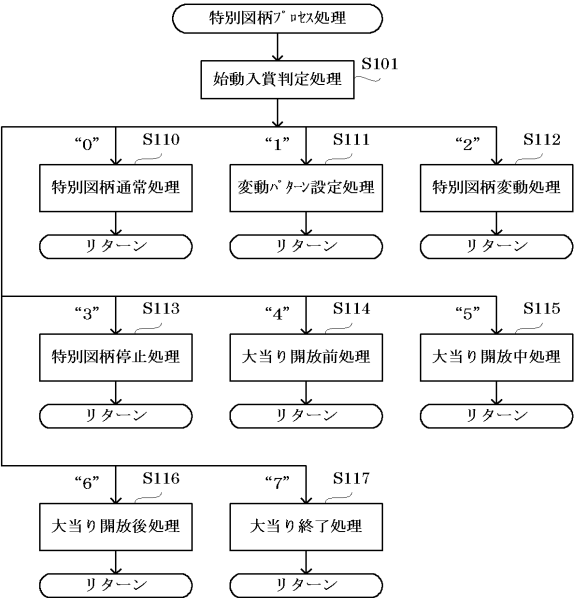 特別図柄ﾌﾟﾛｾｽ処理
S101
始動入賞判定処理
“0” S110 “1” S111 “2” S112
特別図柄通常処理 変動ﾊﾟﾀｰﾝ設定処理 特別図柄変動処理
リターン リターン リターン
“3” S113 “4” S114 “5” S115
特別図柄停止処理 大当り開放前処理 大当り開放中処理
リターン リターン リターン
“6” S116 “7” S117
大当り開放後処理 大当り終了処理
リターン リターン